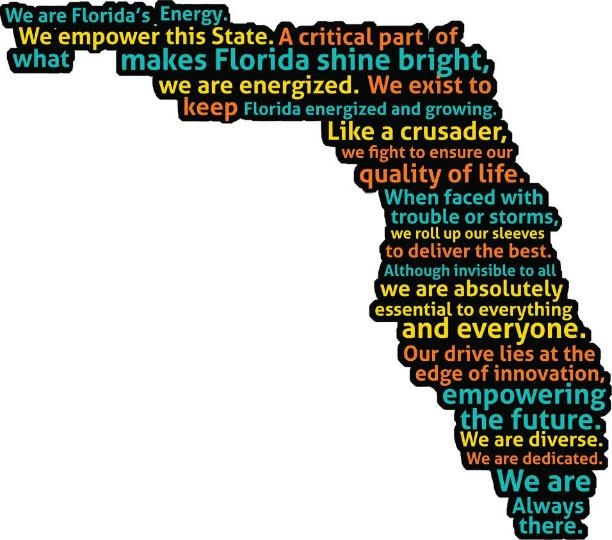 We are Florida's Energy.
We empower this State. A critical part of
what makes Florida shine bright,
we are energized. We exist to
keep Florida energized and growing.
Like a crusader,
we fight to ensure our
quality of life.
When faced with
trouble or storms,
we roll up our sleeves
to deliver the best.
Although invisible to all
we are absolutely
essential to everything
and everyone.
Our drive lies at the
edge of innovation,
empowering
the future.
We are diverse.
We are dedicated.
We are
Always
there.